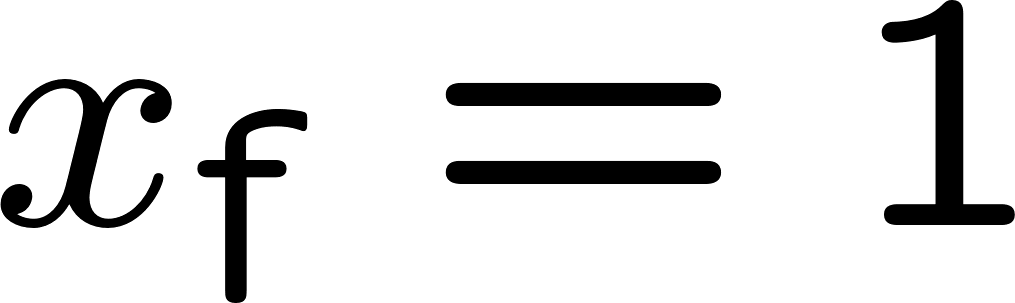 x_f = 1